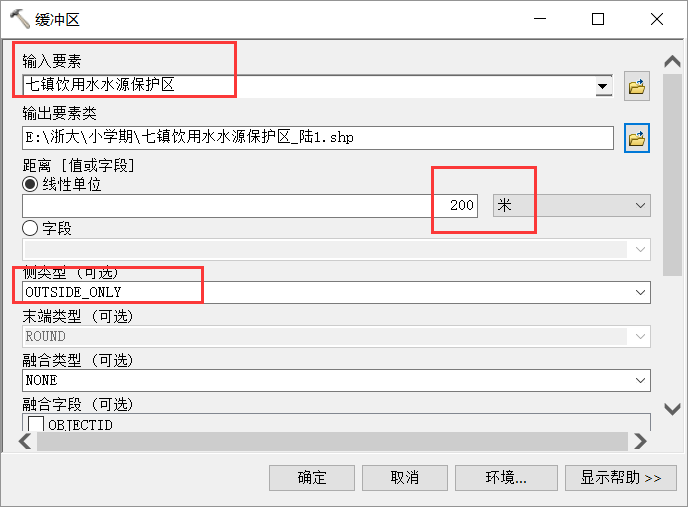 缓冲区
输入要素
七镇饮用水水源保护区
输出要素类
E:\浙大\小学期\七镇饮用水水源保护区_陆1.shp
距离 [值或字段]
线性单位
200 米
字段
侧类型 (可选)
OUTSIDE_ONLY
末端类型 (可选)
ROUND
融合类型 (可选)
NONE
融合字段 (可选)
OBJECTID
确定 取消 环境... 显示帮助 >>